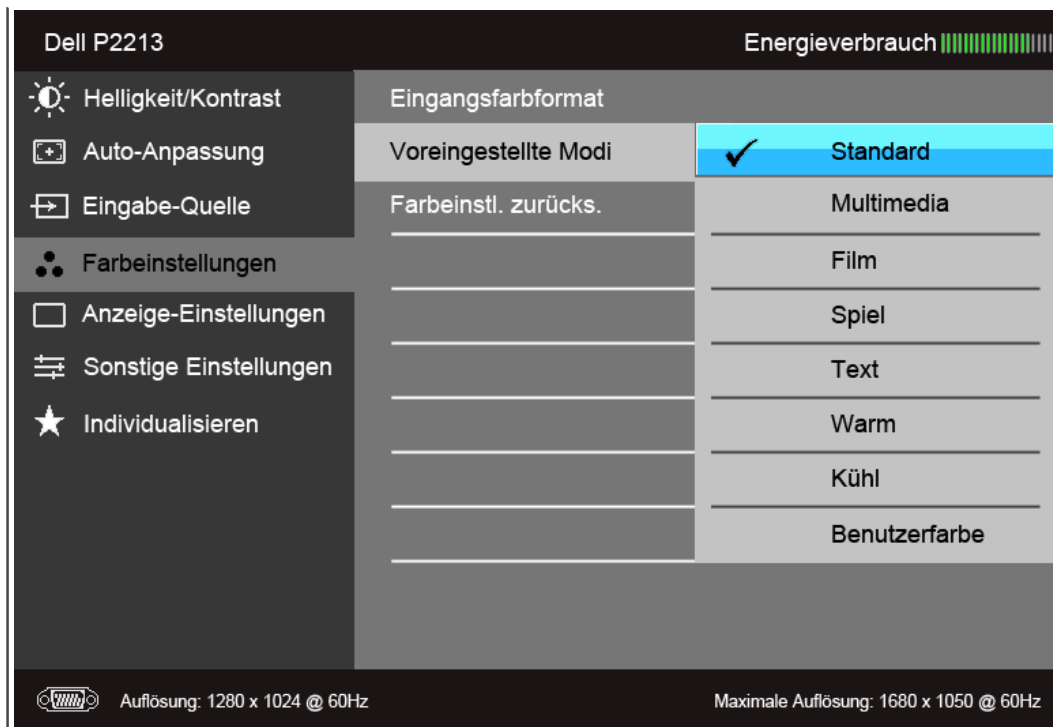 Dell P2213
Energieverbrauch
Helligkeit/Kontrast
Auto-Anpassung
Eingabe-Quelle
Farbeinstellungen
Anzeige-Einstellungen
Sonstige Einstellungen
Individualisieren
Eingangsfarbformat
Voreingestellte Modi
Farbeinstl. zurücks.
Standard
Multimedia
Film
Spiel
Text
Warm
Kühl
Benutzerfarbe
Auflösung: 1280 x 1024 @ 60Hz
Maximale Auflösung: 1680 x 1050 @ 60Hz